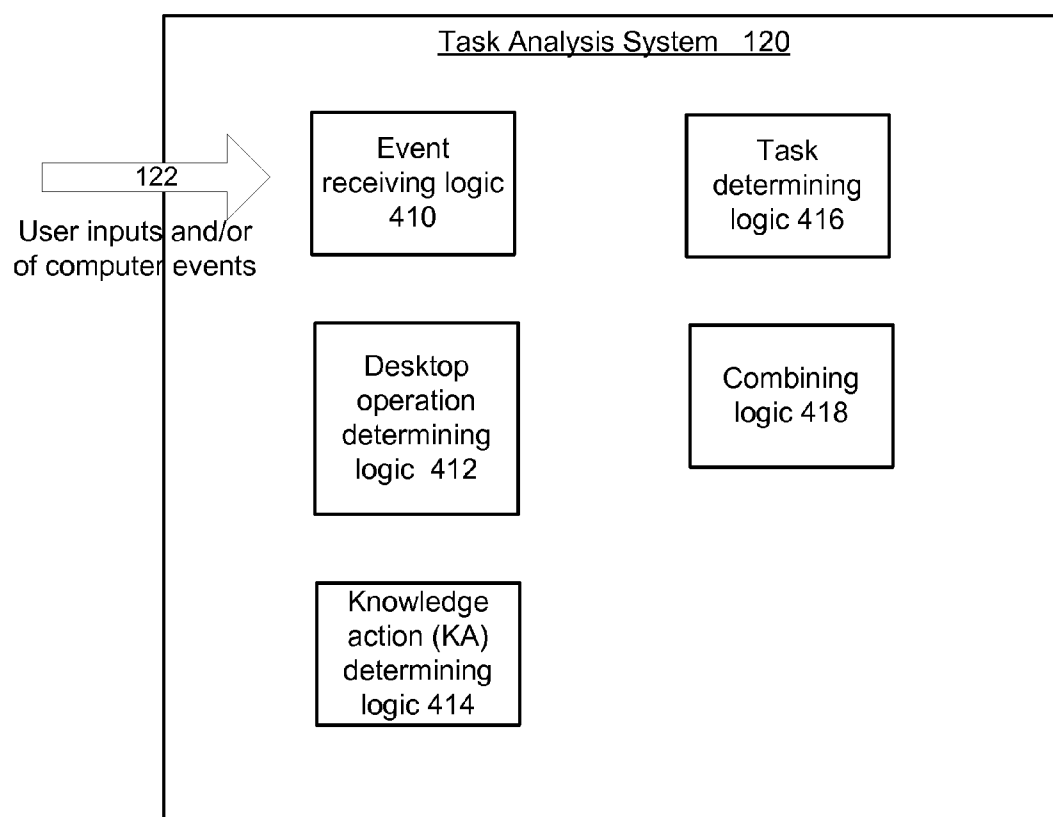 Task Analysis System 120
122
User inputs and/or
of computer events
Event
receiving logic
410
Task
determining
logic 416
Desktop
operation
determining
logic 412
Combining
logic 418
Knowledge
action (KA)
determining
logic 414